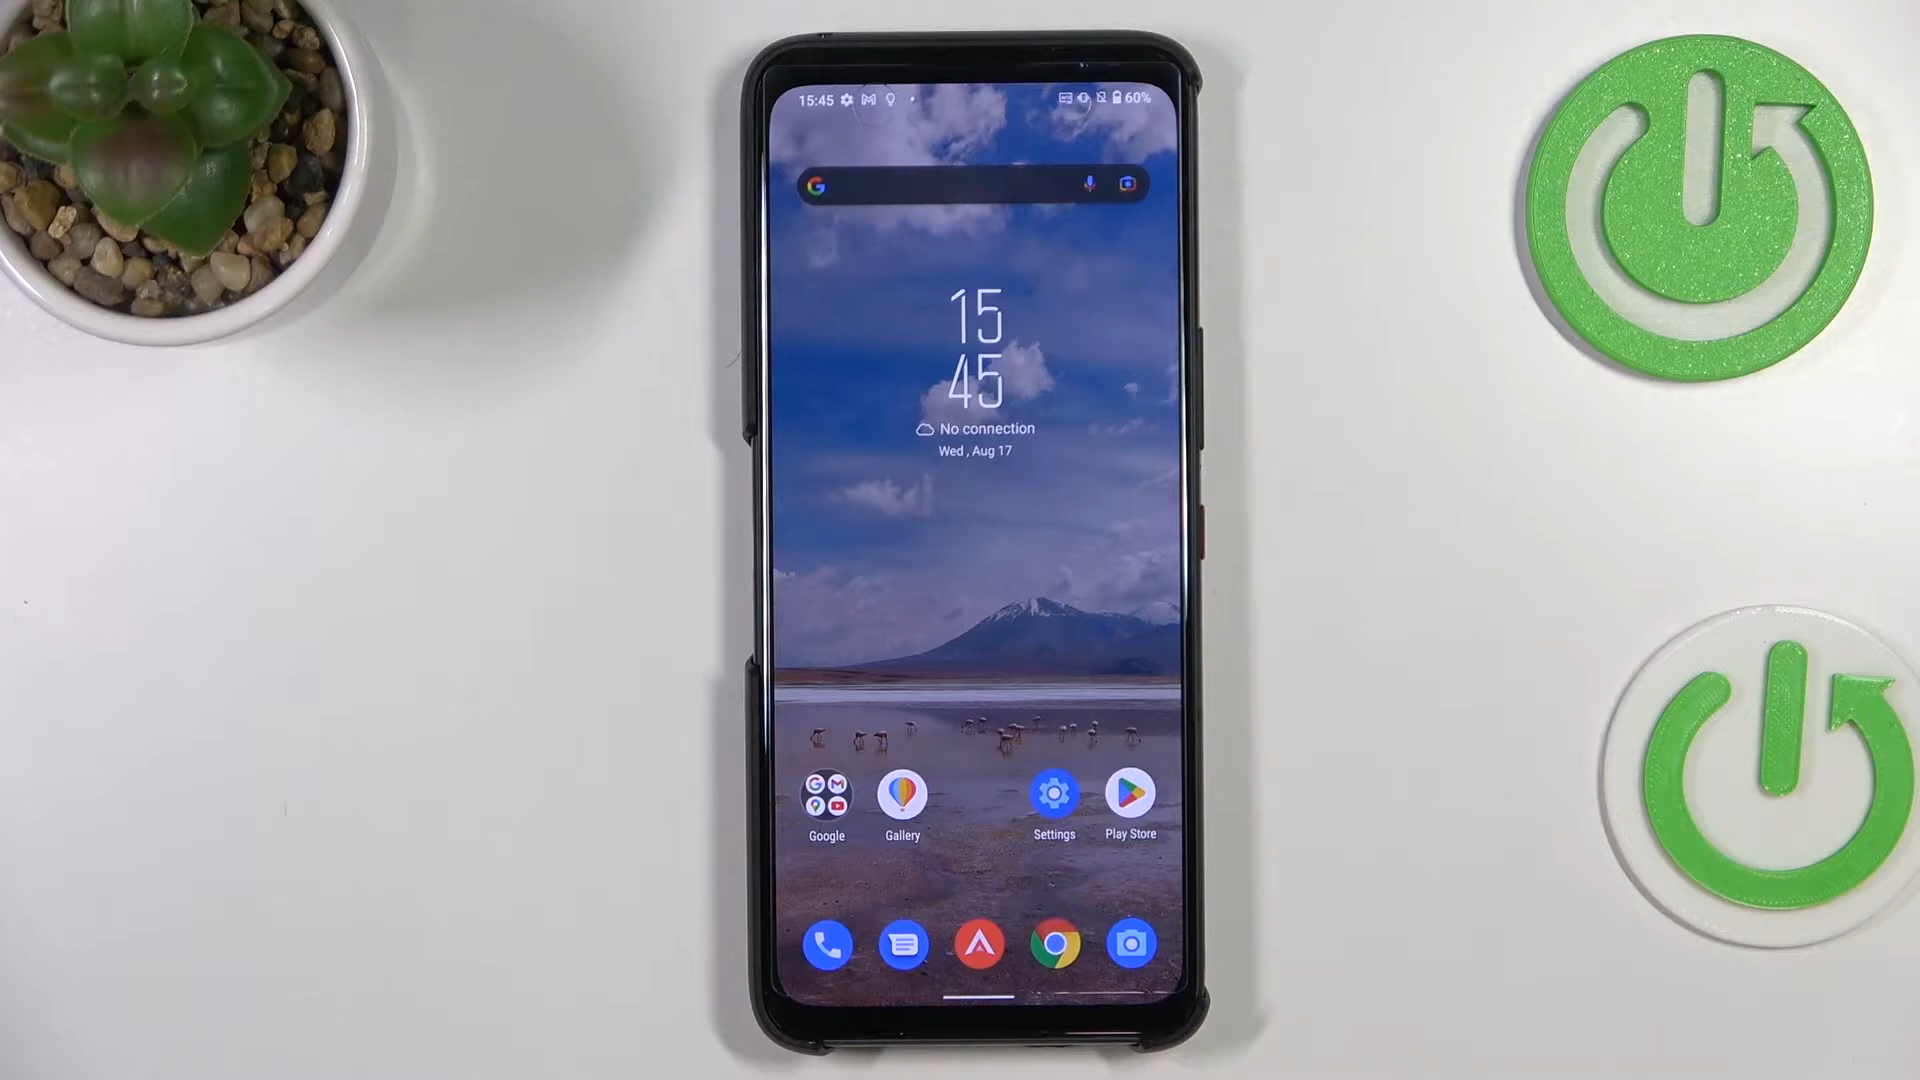 15:45
60%
15
45
No connection
Wed , Aug 17
Google
Gallery
Settings
Play Store